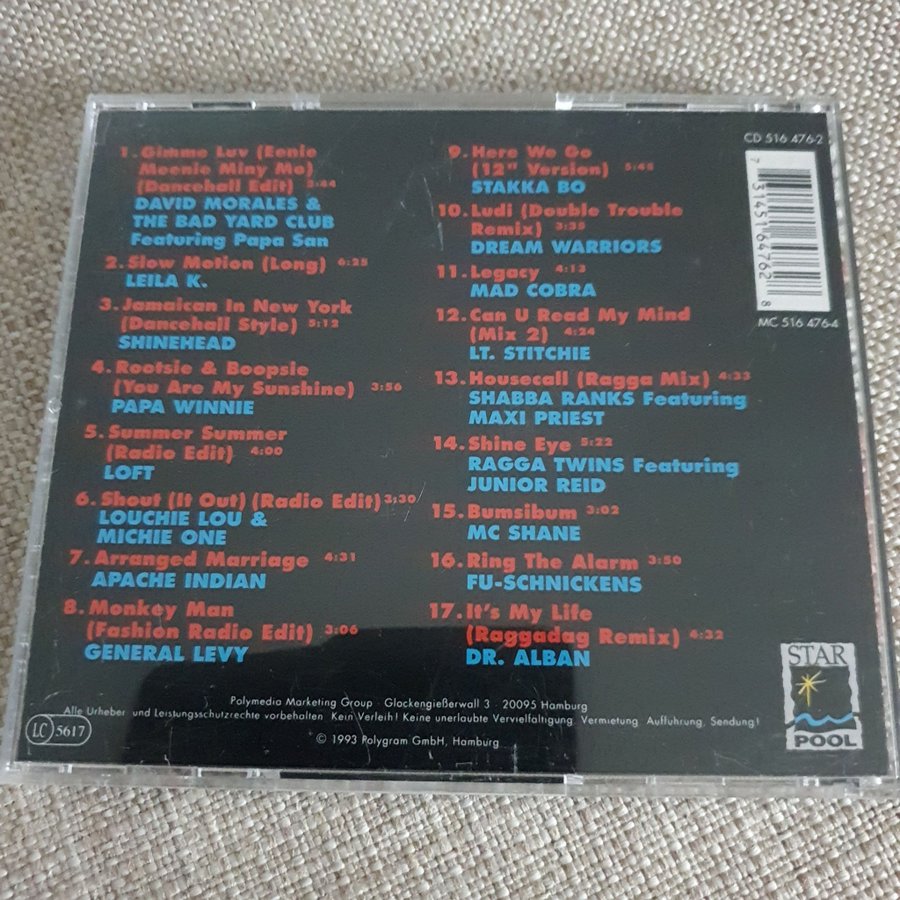 1. Gimme Luv (Eenie
Meenie Miny Mo)
(Dancehall Edit) 3:44
DAVID MORALES &
THE BAD YARD CLUB
Featuring Papa San
2. Slow Motion (Long) 6:25
LEILA K.
3. Jamaican In New York
(Dancehall Style) 5:12
SHINEHEAD
4. Rootsie & Boopsie
(You Are My Sunshine) 3:56
PAPA WINNIE
5. Summer Summer
(Radio Edit) 4:00
LOFT
6. Shout (It Out) (Radio Edit) 3:30
LOUCHIE LOU &
MICHIE ONE
7. Arranged Marriage 4:31
APACHE INDIAN
8. Monkey Man
(Fashion Radio Edit) 3:06
GENERAL LEVY
9. Here We Go
(12" Version) 5:48
STAKKA BO
10. Ludi (Double Trouble
Remix) 3:35
DREAM WARRIORS
11. Legacy 4:13
MAD COBRA
12. Can U Read My Mind
(Mix 2) 4:24
LT. STITCHIE
13. Housecall (Ragga Mix) 4:33
SHABBA RANKS Featuring
MAXI PRIEST
14. Shine Eye 5:22
RAGGA TWINS Featuring
JUNIOR REID
15. Bumsibum 3:02
MC SHANE
16. Ring The Alarm 3:50
FU-SCHNICKENS
17. It's My Life
(Raggadag Remix) 4:32
DR. ALBAN
CD 516 476-2
7 31451 64762 8
MC 516 476-4
STAR
POOL
Polymedia Marketing Group · Glockengießerwall 3 · 20095 Hamburg
Alle Urheber- und Leistungsschutzrechte vorbehalten. Kein Verleih! Keine unerlaubte Vervielfältigung, Vermietung, Aufführung, Sendung!
LC 5617
© 1993 Polygram GmbH, Hamburg